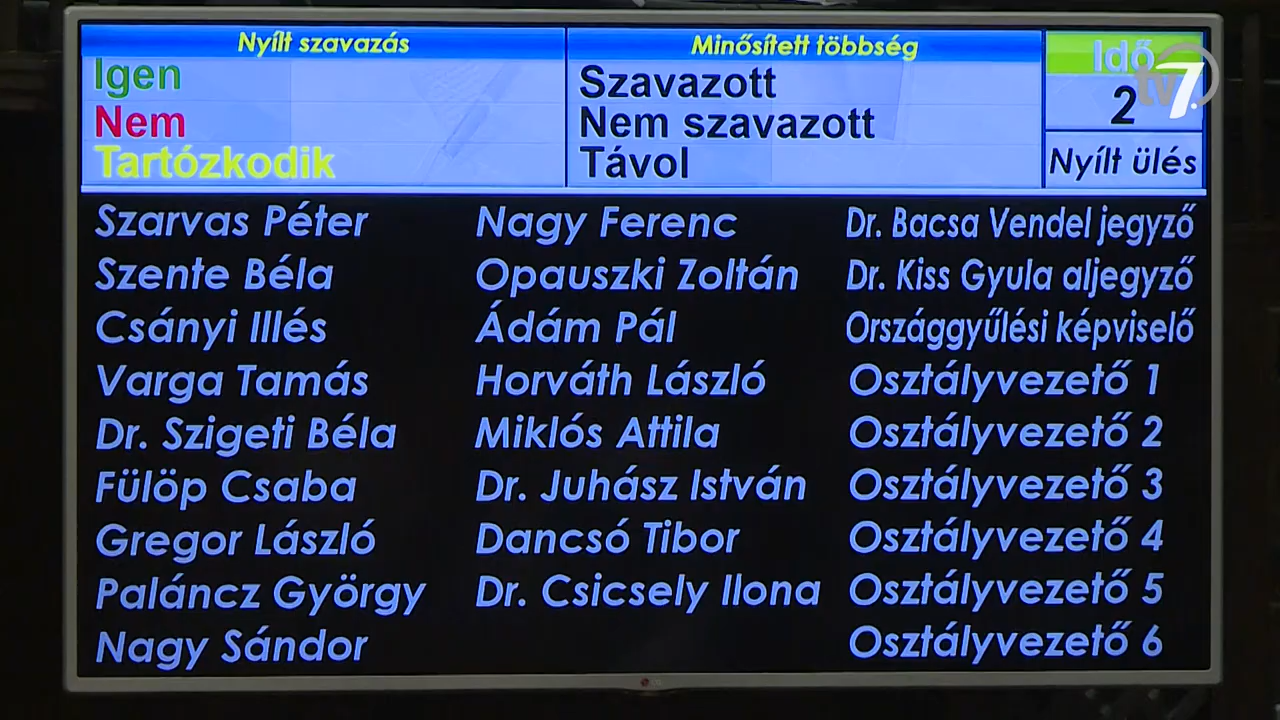 Nyílt szavazás
Igen
Nem
Tartózkodik
Minősített többség
Szavazott
Nem szavazott
Távol
Idő
2
Nyílt ülés
tv7.
Szarvas Péter
Szente Béla
Csányi Illés
Varga Tamás
Dr. Szigeti Béla
Fülöp Csaba
Gregor László
Paláncz György
Nagy Sándor
Nagy Ferenc
Opauszki Zoltán
Ádám Pál
Horváth László
Miklós Attila
Dr. Juhász István
Dancsó Tibor
Dr. Csicsely Ilona
Dr. Bacsa Vendel jegyző
Dr. Kiss Gyula aljegyző
Országgyűlési képviselő
Osztályvezető 1
Osztályvezető 2
Osztályvezető 3
Osztályvezető 4
Osztályvezető 5
Osztályvezető 6
LG